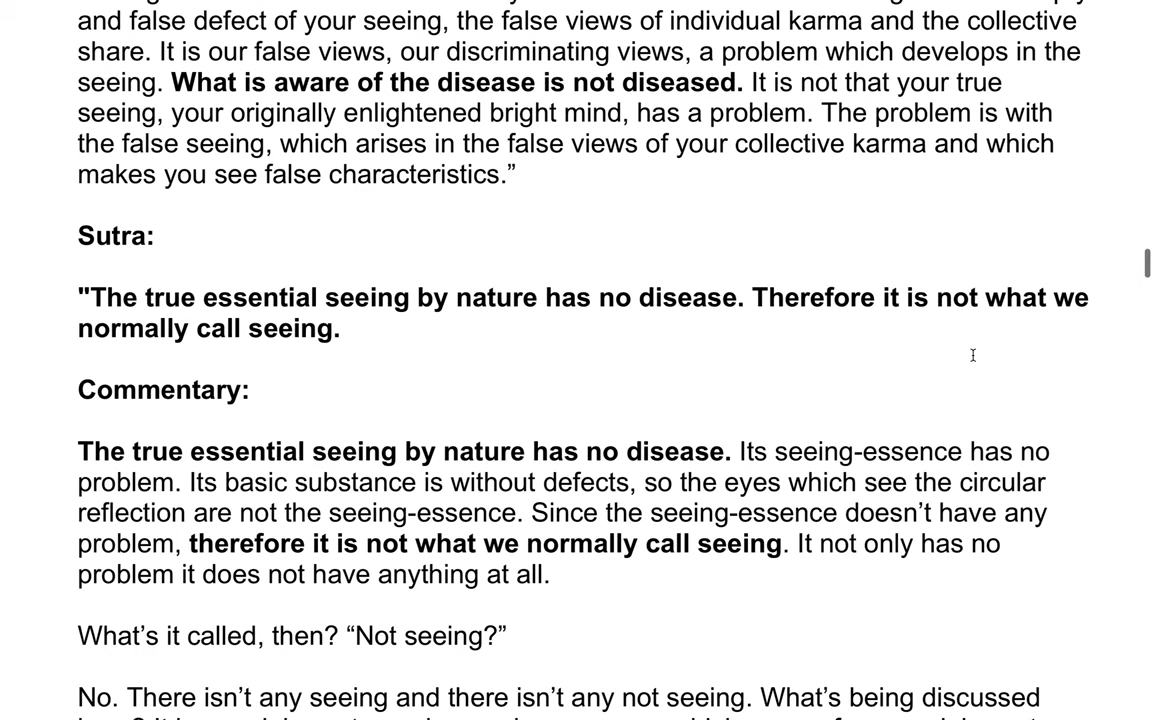 and false defect of your seeing, the false views of individual karma and the collective
share. It is our false views, our discriminating views, a problem which develops in the
seeing. What is aware of the disease is not diseased. It is not that your true
seeing, your originally enlightened bright mind, has a problem. The problem is with
the false seeing, which arises in the false views of your collective karma and which
makes you see false characteristics.”
Sutra:
"The true essential seeing by nature has no disease. Therefore it is not what we
normally call seeing.
Commentary:
The true essential seeing by nature has no disease. Its seeing-essence has no
problem. Its basic substance is without defects, so the eyes which see the circular
reflection are not the seeing-essence. Since the seeing-essence doesn’t have any
problem, therefore it is not what we normally call seeing. It not only has no
problem it does not have anything at all.
What’s it called, then? “Not seeing?”
No. There isn’t any seeing and there isn’t any not seeing. What’s being discussed